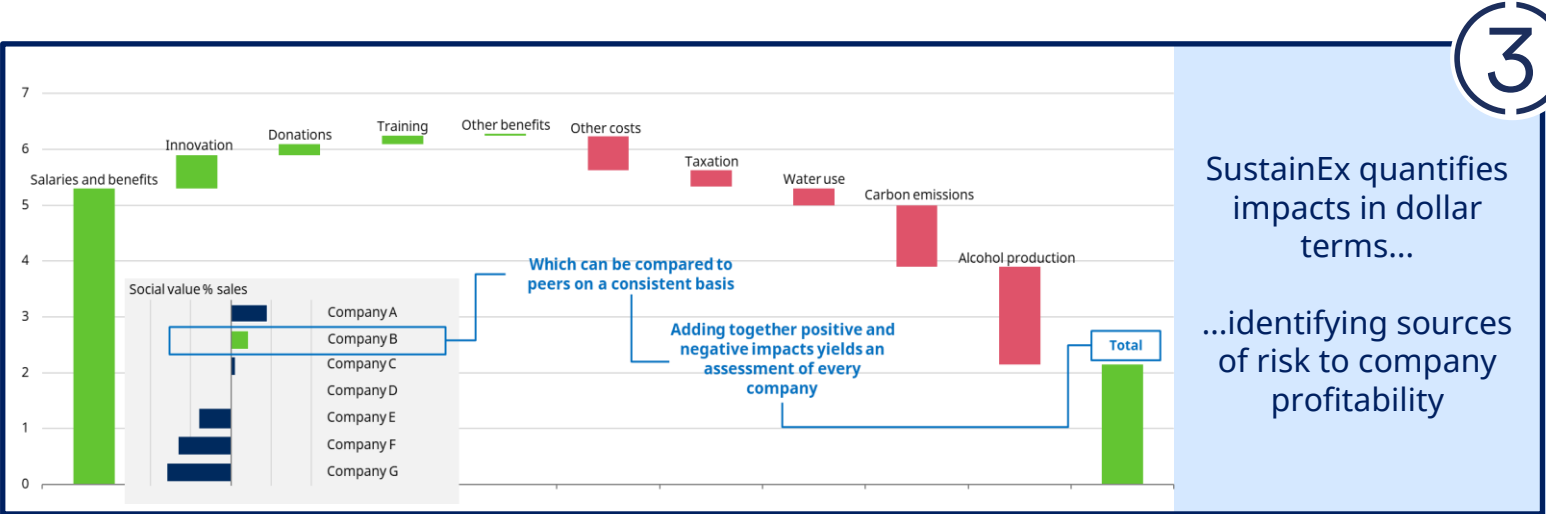 3
7
6
5
4
3
2
1
0
Salaries and benefits
Innovation
Donations
Training
Other benefits
Other costs
Taxation
Water use
Carbon emissions
Alcohol production
Total
Which can be compared to
peers on a consistent basis
Adding together positive and
negative impacts yields an
assessment of every
company
Social value % sales
Company A
Company B
Company C
Company D
Company E
Company F
Company G
SustainEx quantifies
impacts in dollar
terms...
...identifying sources
of risk to company
profitability